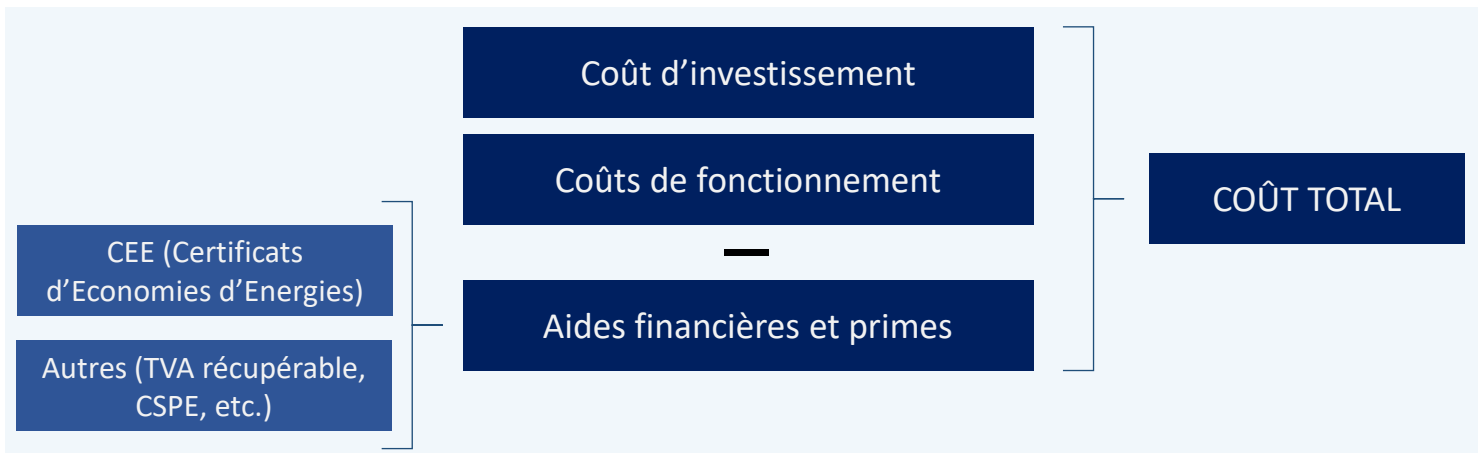 Coût d’investissement
Coûts de fonctionnement
Aides financières et primes
COÛT TOTAL
CEE (Certificats
d’Economies d’Energies)
Autres (TVA récupérable,
CSPE, etc.)